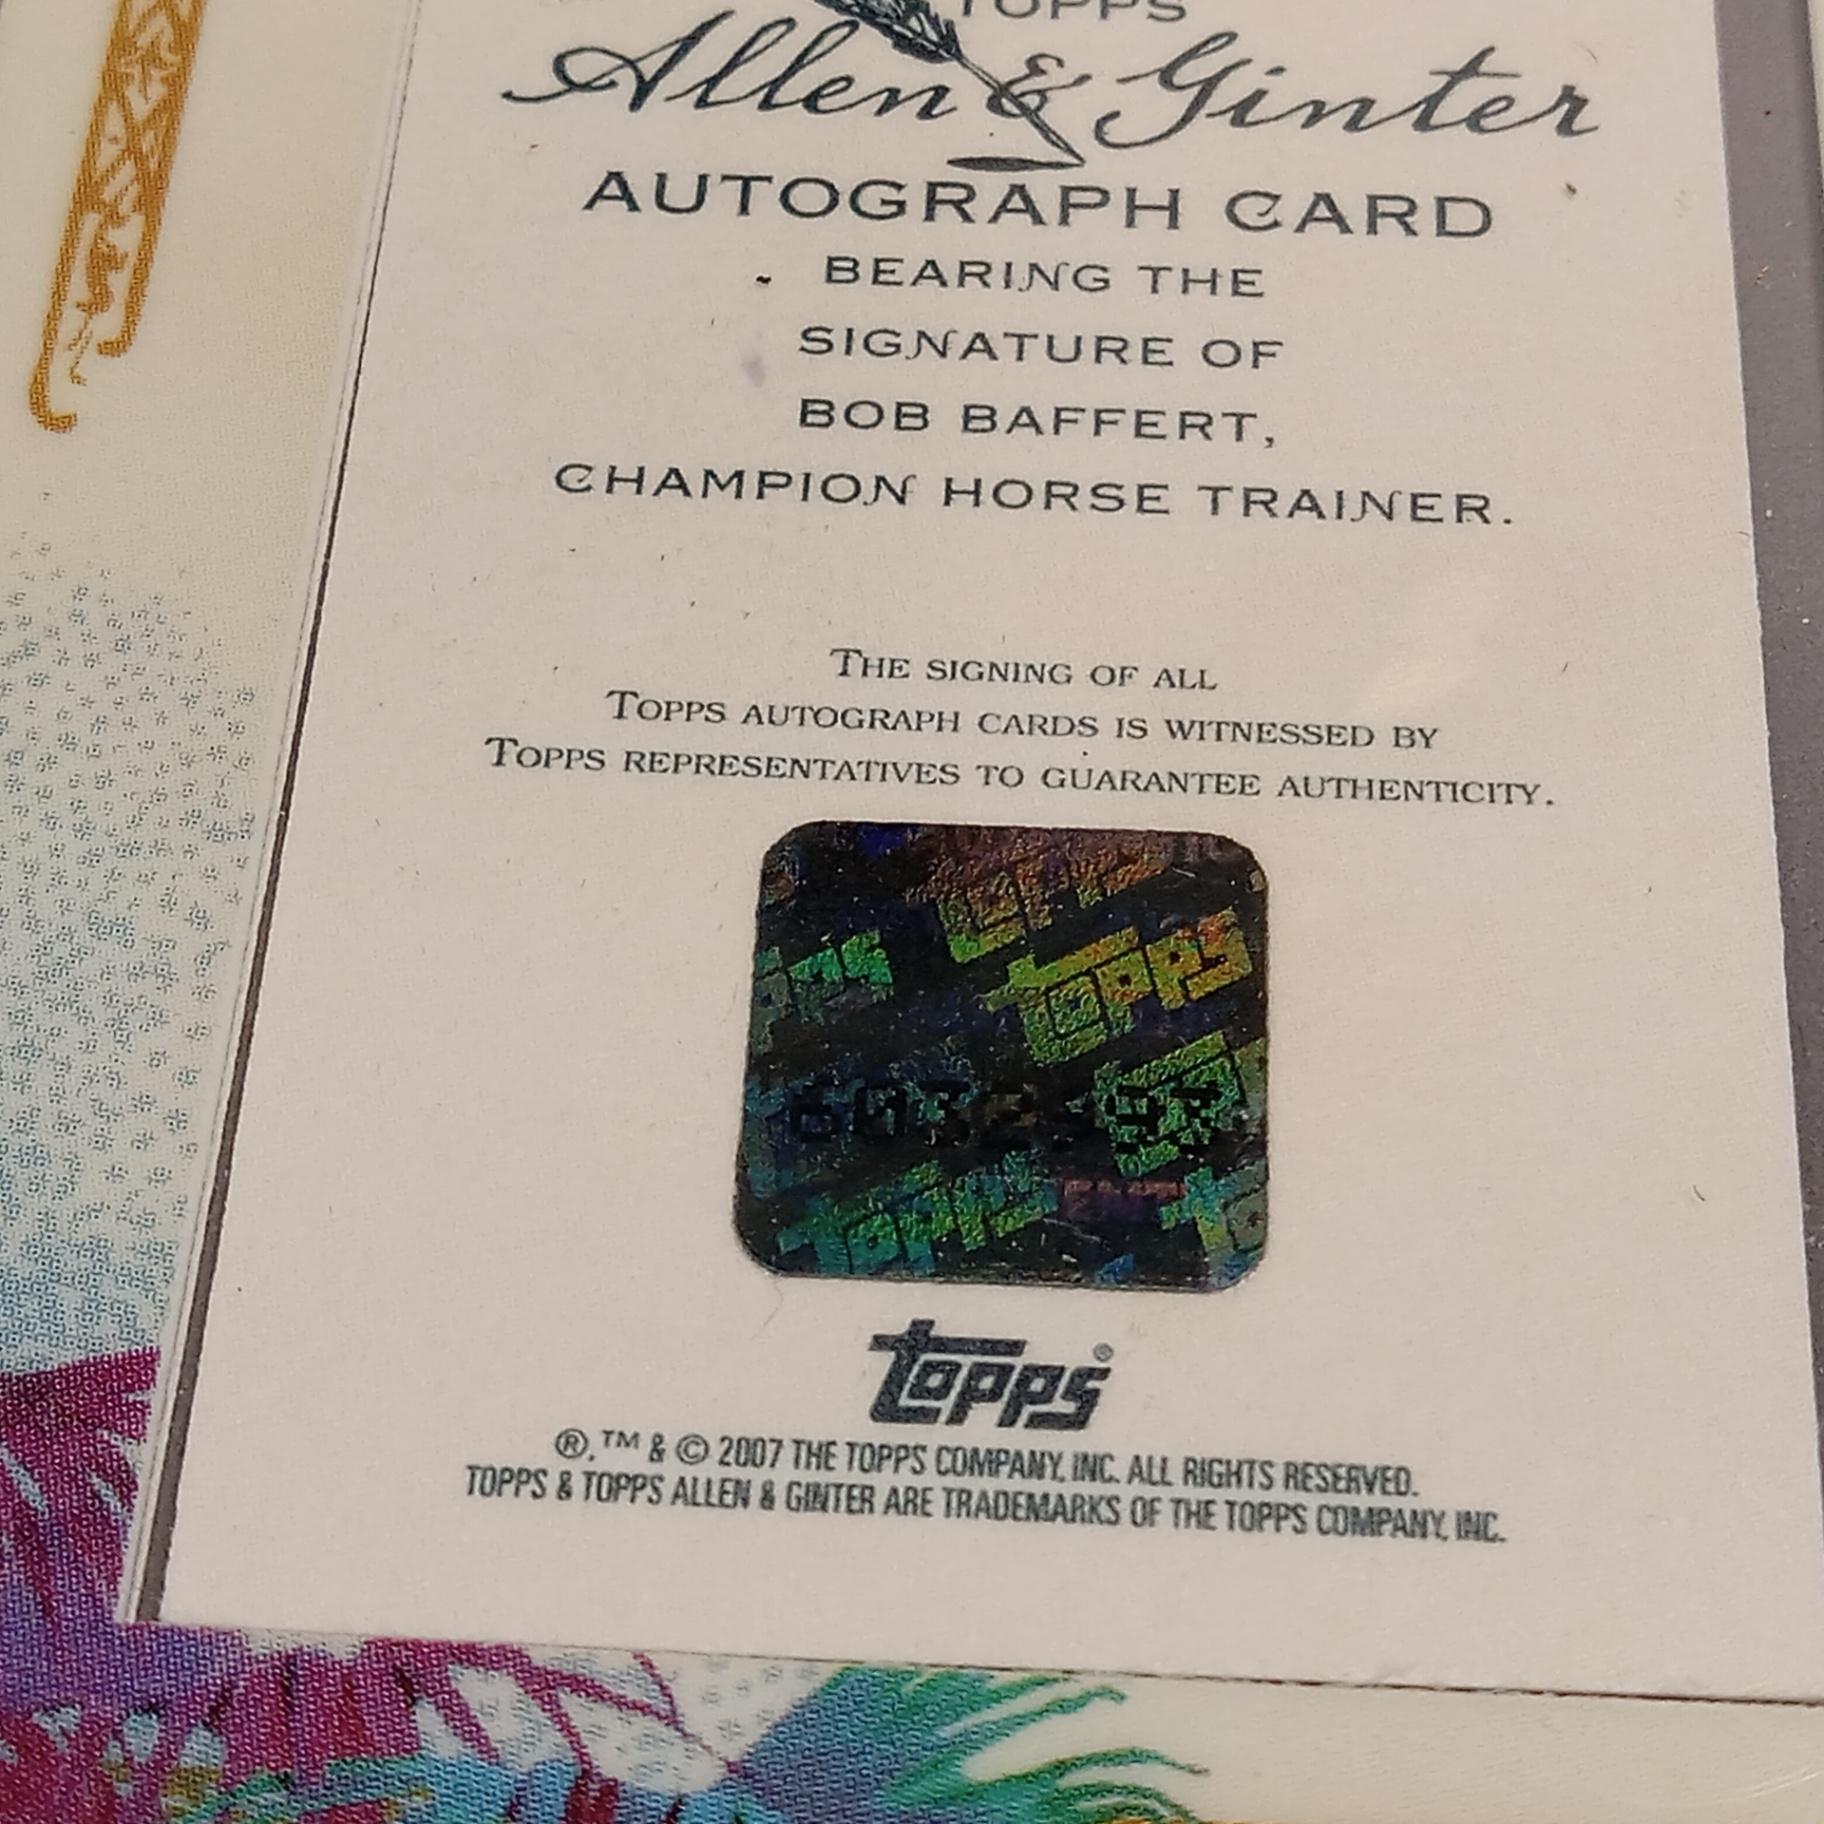 TOPPS
Allen & Ginter
AUTOGRAPH CARD
BEARING THE
SIGNATURE OF
BOB BAFFERT,
CHAMPION HORSE TRAINER.
THE SIGNING OF ALL
TOPPS AUTOGRAPH CARDS IS WITNESSED BY
TOPPS REPRESENTATIVES TO GUARANTEE AUTHENTICITY.
topps
topps
topps®
®,™ & © 2007 THE TOPPS COMPANY, INC. ALL RIGHTS RESERVED.
TOPPS & TOPPS ALLEN & GINTER ARE TRADEMARKS OF THE TOPPS COMPANY, INC.